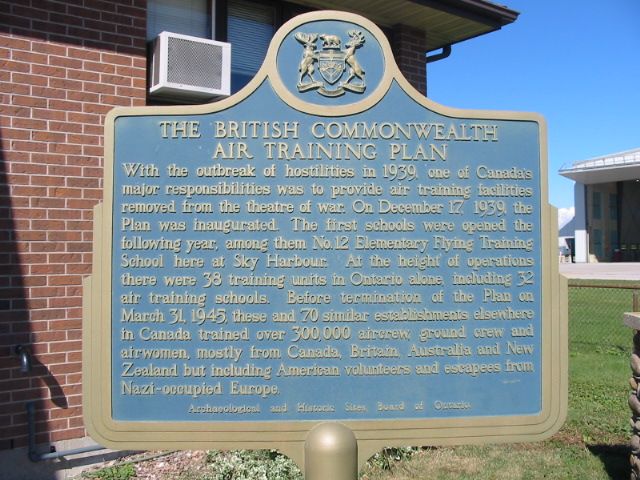 THE BRITISH COMMONWEALTH
AIR TRAINING PLAN
With the outbreak of hostilities in 1939, one of Canada's
major responsibilities was to provide air training facilities
removed from the theatre of war. On December 17, 1939, the
Plan was inaugurated. The first schools were opened the
following year, among them No.12 Elementary Flying Training
School here at Sky Harbour. At the height of operations
there were 38 training units in Ontario alone, including 32
air training schools. Before termination of the Plan on
March 31, 1945, these and 70 similar establishments elsewhere
in Canada trained over 300,000 aircrew, ground crew and
airwomen, mostly from Canada, Britain, Australia and New
Zealand but including American volunteers and escapees from
Nazi-occupied Europe.
Archaeological and Historic Sites Board of Ontario.